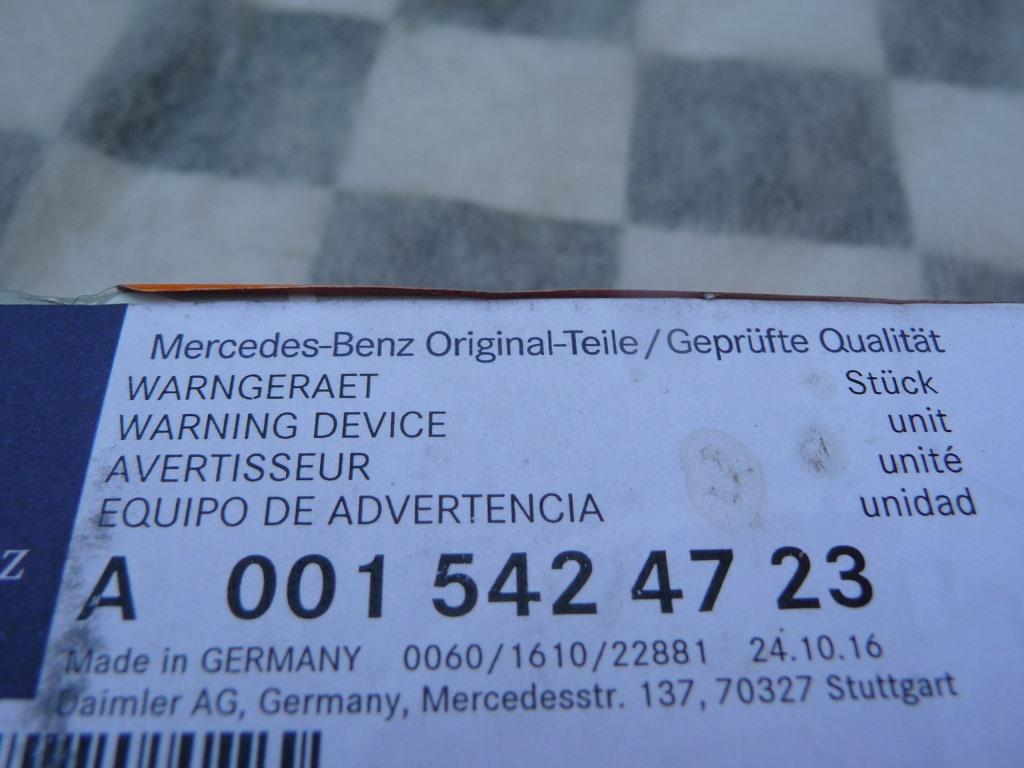 Mercedes-Benz Original-Teile/Geprüfte Qualität
WARNGERAET Stück
WARNING DEVICE unit
AVERTISSEUR unité
EQUIPO DE ADVERTENCIA unidad
z
A 001 542 47 23
Made in GERMANY 0060/1610/22881 24.10.16
Daimler AG, Germany, Mercedesstr. 137, 70327 Stuttgart